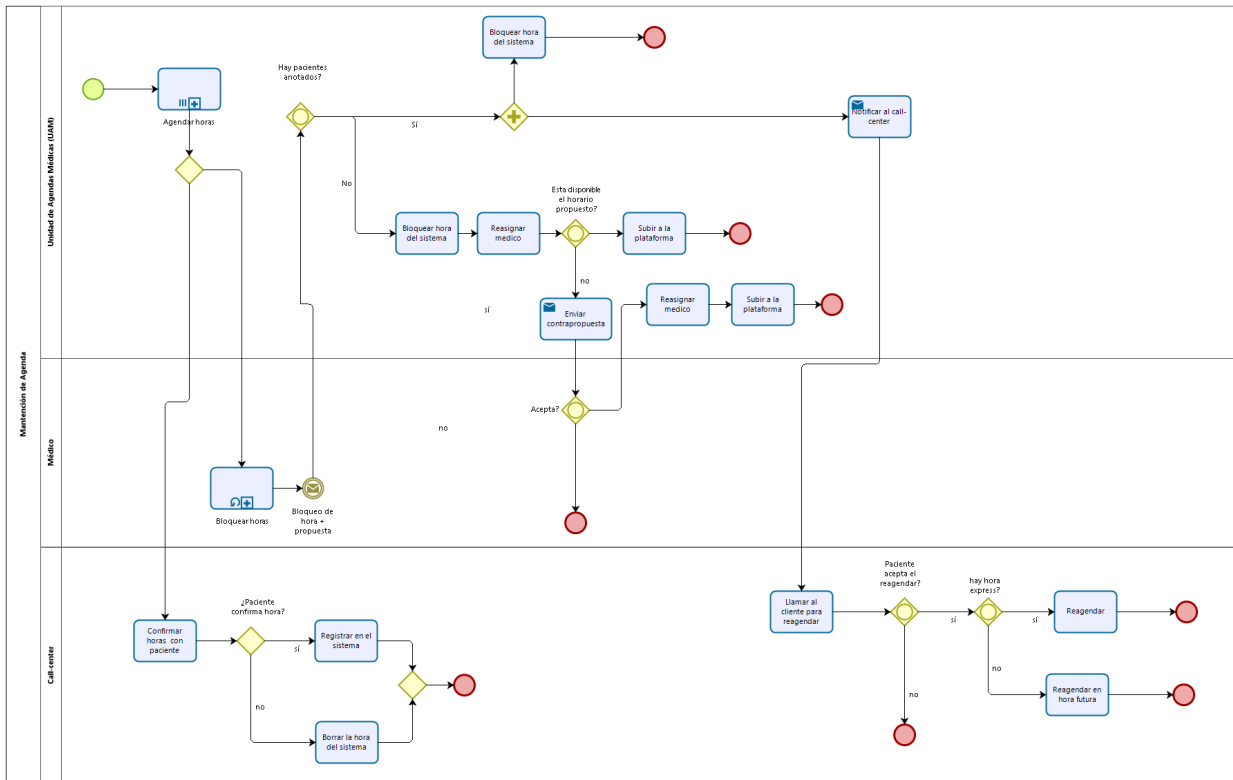 Mantención de Agenda
Unidad de Agendas Médicas (UAM)
Agendar horas
Hay pacientes
anotados?
Sí
No
Bloquear hora
del sistema
Notificar al call-
center
Bloquear hora
del sistema
Reasignar
medico
Esta disponible
el horario
propuesto?
Subir a la
plataforma
no
sí
Enviar
contrapropuesta
Reasignar
medico
Subir a la
plataforma
Médico
Acepta?
no
Bloquear horas
Bloqueo de
hora +
propuesta
Call-center
Confirmar
horas con
paciente
¿Paciente
confirma hora?
sí
Registrar en el
sistema
no
Borrar la hora
del sistema
Llamar al
cliente para
reagendar
Paciente
acepta el
reagendar?
sí
no
hay hora
express?
sí
Reagendar
no
Reagendar en
hora futura